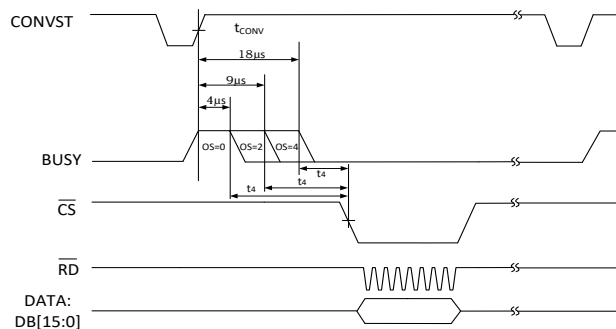 CONVST
tCONV
18μs
9μs
4μs
BUSY
OS=0 OS=2 OS=4
t4
t4
t4
CS
RD
DATA:
DB[15:0]